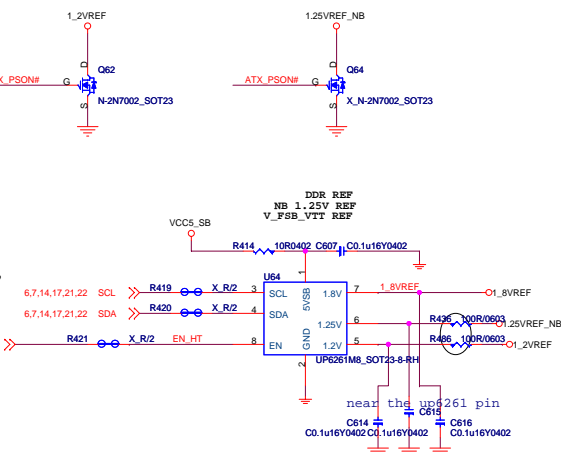 1_2VREF
1.25VREF_NB
D
Q62
X_PSON#
G
S
N-2N7002_SOT23
D
Q64
ATX_PSON#
G
S
X_N-2N7002_SOT23
DDR REF
NB 1.25V REF
V_FSB_VTT REF
VCC5_SB
R414
10R0402
C607
C0.1u16Y0402
U64
1
5VSB
6,7,14,17,21,22 SCL
R419
X_R/2
3
SCL
1.8V
7
1_8VREF
1_8VREF
6,7,14,17,21,22 SDA
R420
X_R/2
4
SDA
1.25V
6
R436
100R/0603
1.25VREF_NB
R421
X_R/2
EN_HT
8
EN
GND
1.2V
5
R486
100R/0603
1_2VREF
2
UP6261M8_SOT23-8-RH
near the up6261 pin
C614
C0.1u16Y0402
C615
C0.1u16Y0402
C616
C0.1u16Y0402